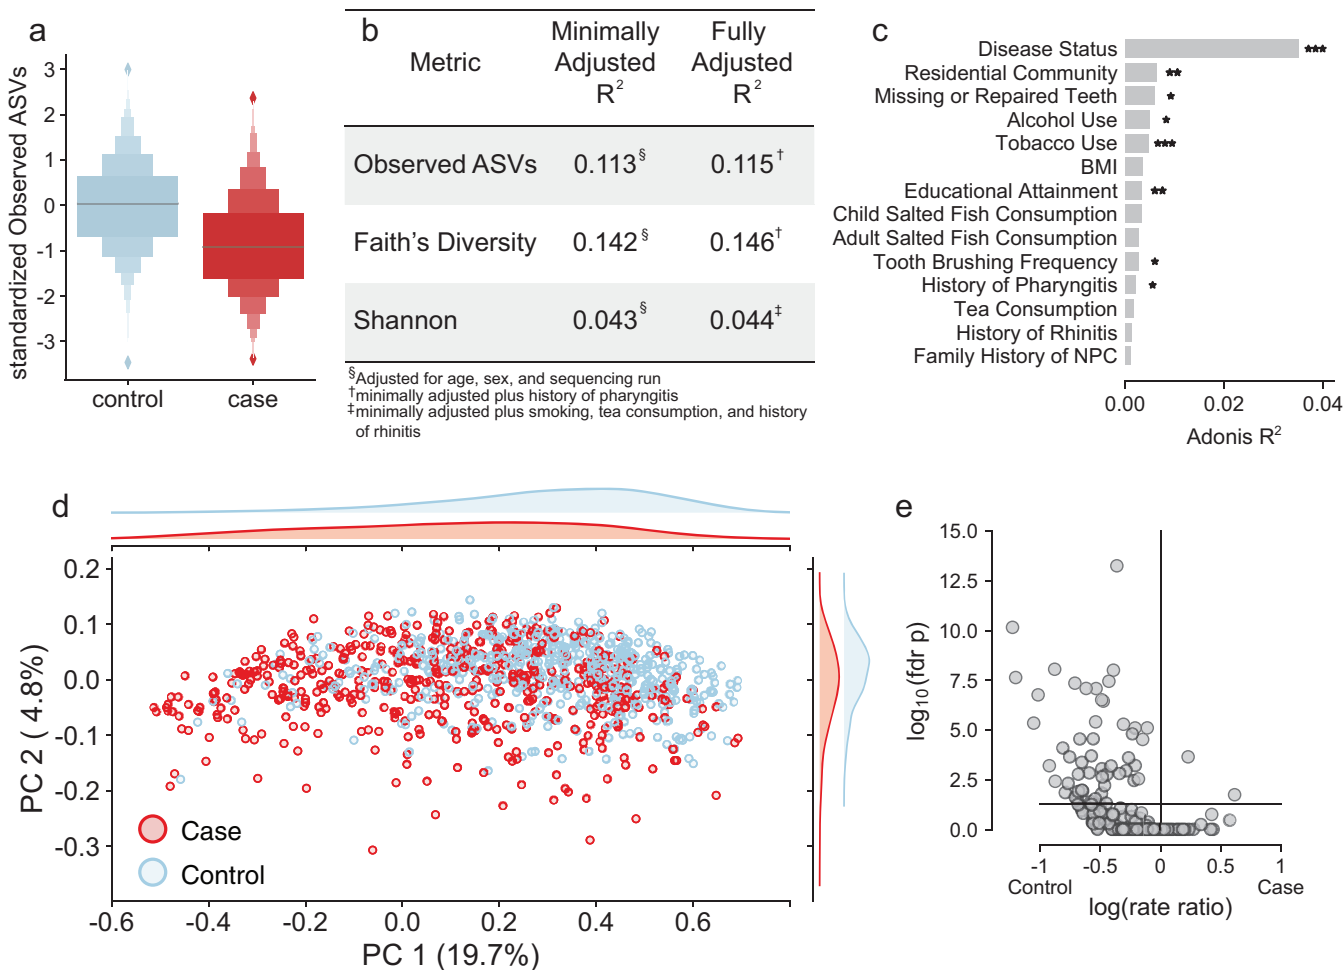 a
standardized Observed ASVs
3
2
1
0
-1
-2
-3
control case
b
Metric
Minimally Adjusted R²
Fully Adjusted R²
Observed ASVs 0.113§ 0.115†
Faith's Diversity 0.142§ 0.146†
Shannon 0.043§ 0.044‡
§Adjusted for age, sex, and sequencing run
†minimally adjusted plus history of pharyngitis
‡minimally adjusted plus smoking, tea consumption, and history
of rhinitis
c
Disease Status ***
Residential Community **
Missing or Repaired Teeth *
Alcohol Use *
Tobacco Use ***
BMI
Educational Attainment **
Child Salted Fish Consumption
Adult Salted Fish Consumption
Tooth Brushing Frequency *
History of Pharyngitis *
Tea Consumption
History of Rhinitis
Family History of NPC
0.00 0.02 0.04
Adonis R²
d
PC 2 ( 4.8%)
0.2
0.1
0.0
-0.1
-0.2
-0.3
Case
Control
-0.6 -0.4 -0.2 0.0 0.2 0.4 0.6
PC 1 (19.7%)
e
log₁₀(fdr p)
15.0
12.5
10.0
7.5
5.0
2.5
0.0
-1 -0.5 0 0.5 1
Control Case
log(rate ratio)